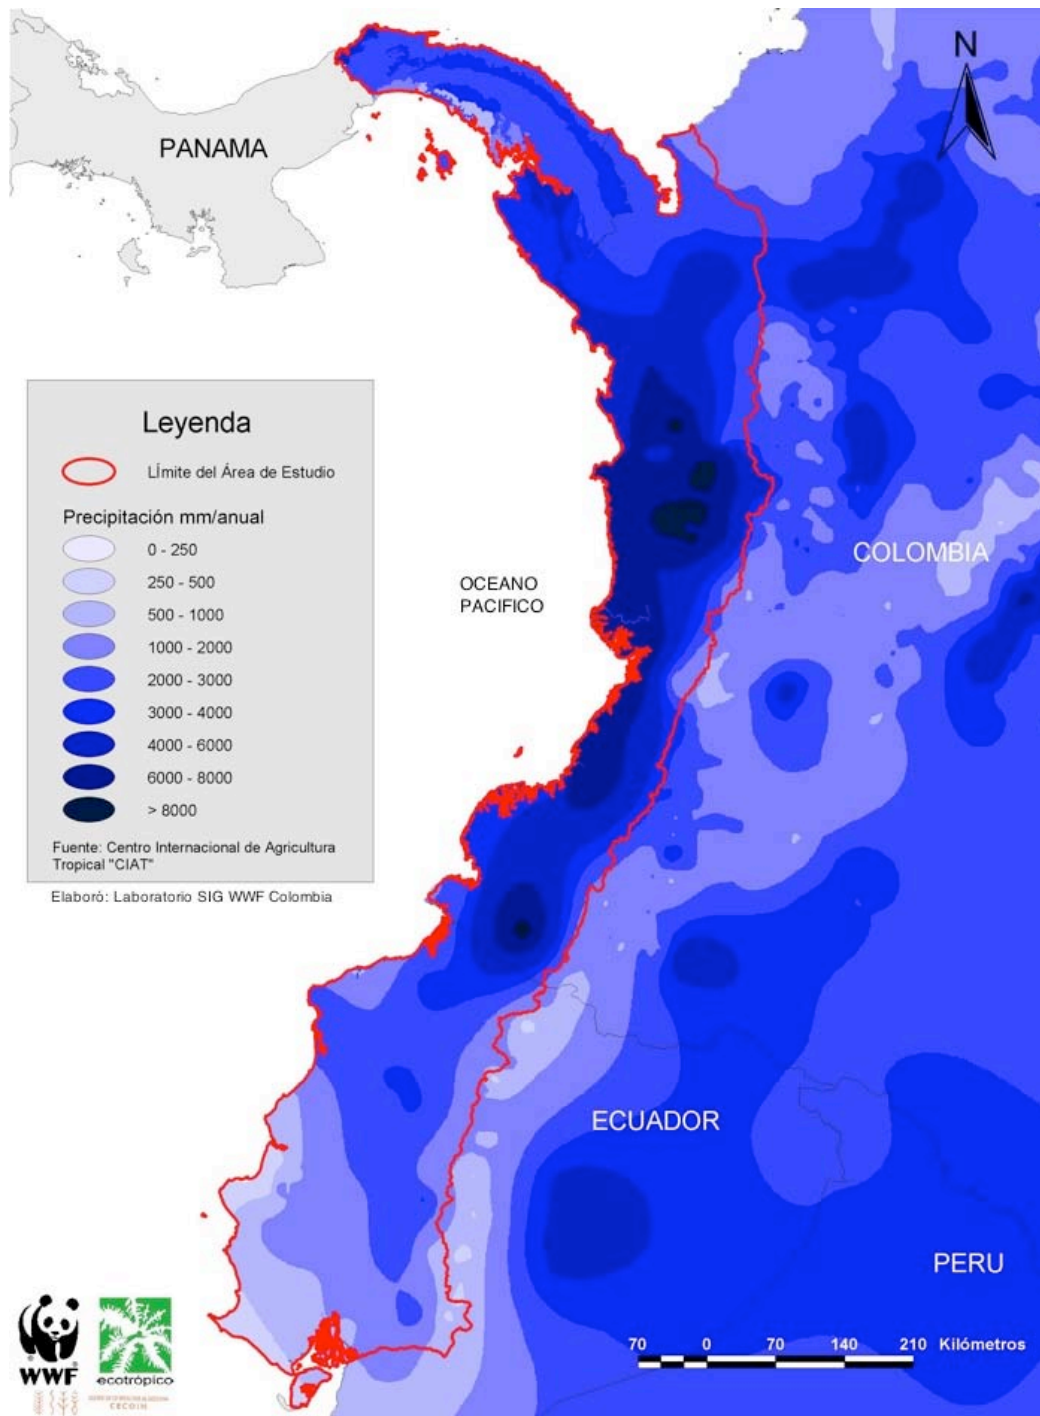 N
PANAMA
Leyenda
LÍmite del Área de Estudio
Precipitación mm/anual
0 - 250
250 - 500
500 - 1000
1000 - 2000
2000 - 3000
3000 - 4000
4000 - 6000
6000 - 8000
> 8000
Fuente: Centro Internacional de Agricultura
Tropical "CIAT"
Elaboró: Laboratorio SIG WWF Colombia
OCEANO
PACIFICO
COLOMBIA
ECUADOR
PERU
70 0 70 140 210 Kilómetros
WWF
ecotrópico
CECOIN